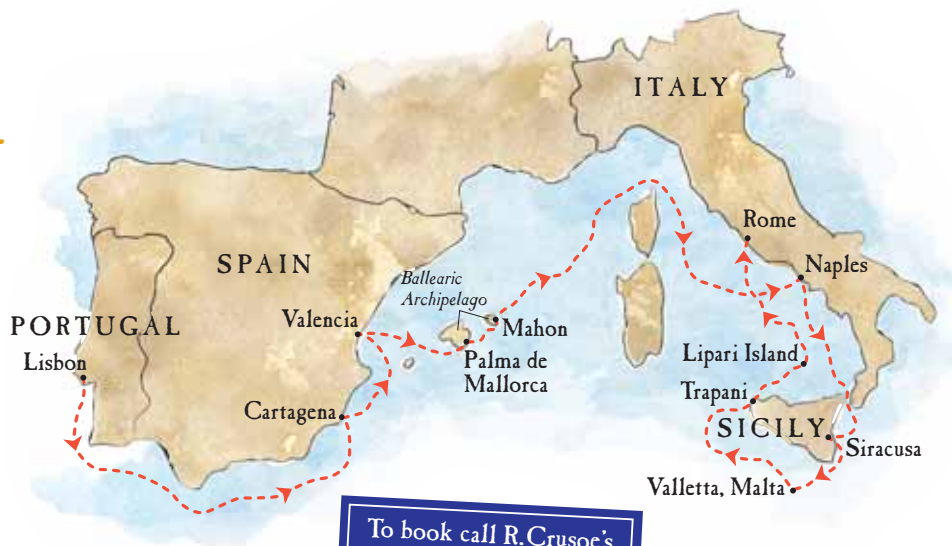 ITALY
Rome
SPAIN
Ballearic
Archipelago
Naples
PORTUGAL
Valencia
Mahon
Lisbon
Palma de
Mallorca
Lipari Island
Trapani
Cartagena
SICILY
Siracusa
Valletta, Malta
To book call R.Crusoe's